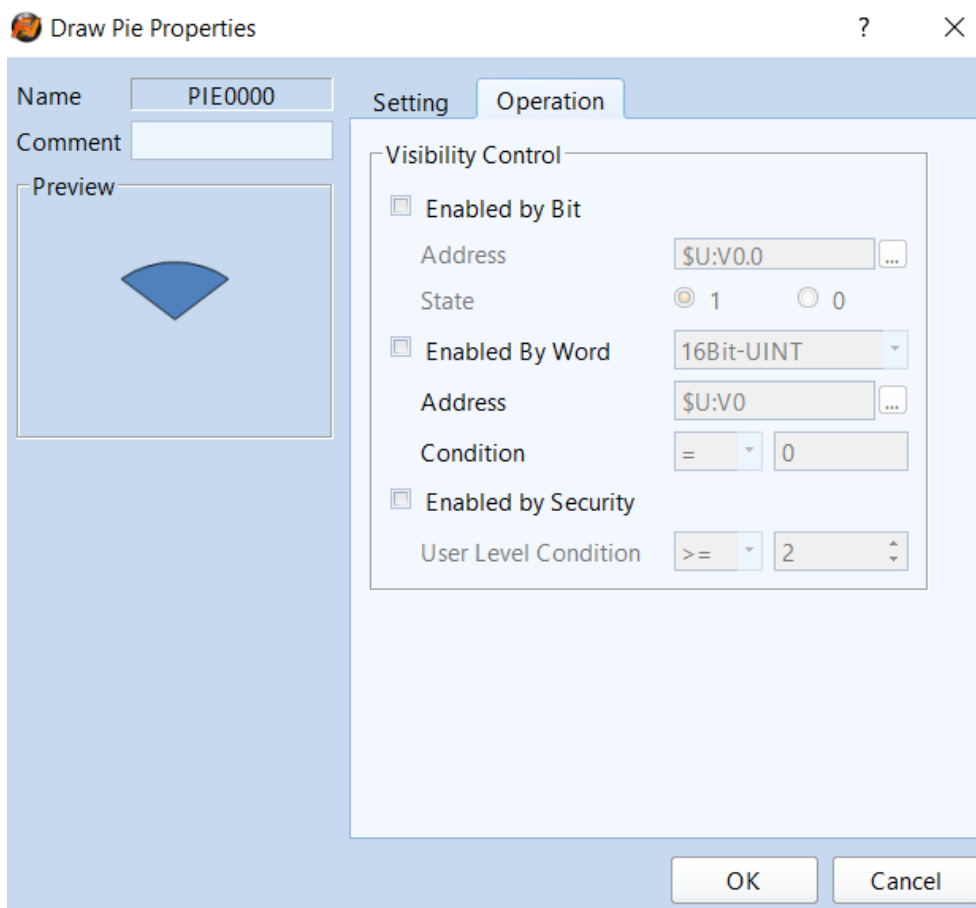 Draw Pie Properties ?
Name PIE0000
Comment
Preview
Setting Operation
Visibility Control
Enabled by Bit
Address $U:V0.0 ...
State 1 0
Enabled By Word 16Bit-UINT
Address $U:V0 ...
Condition = 0
Enabled by Security
User Level Condition >= 2
OK Cancel